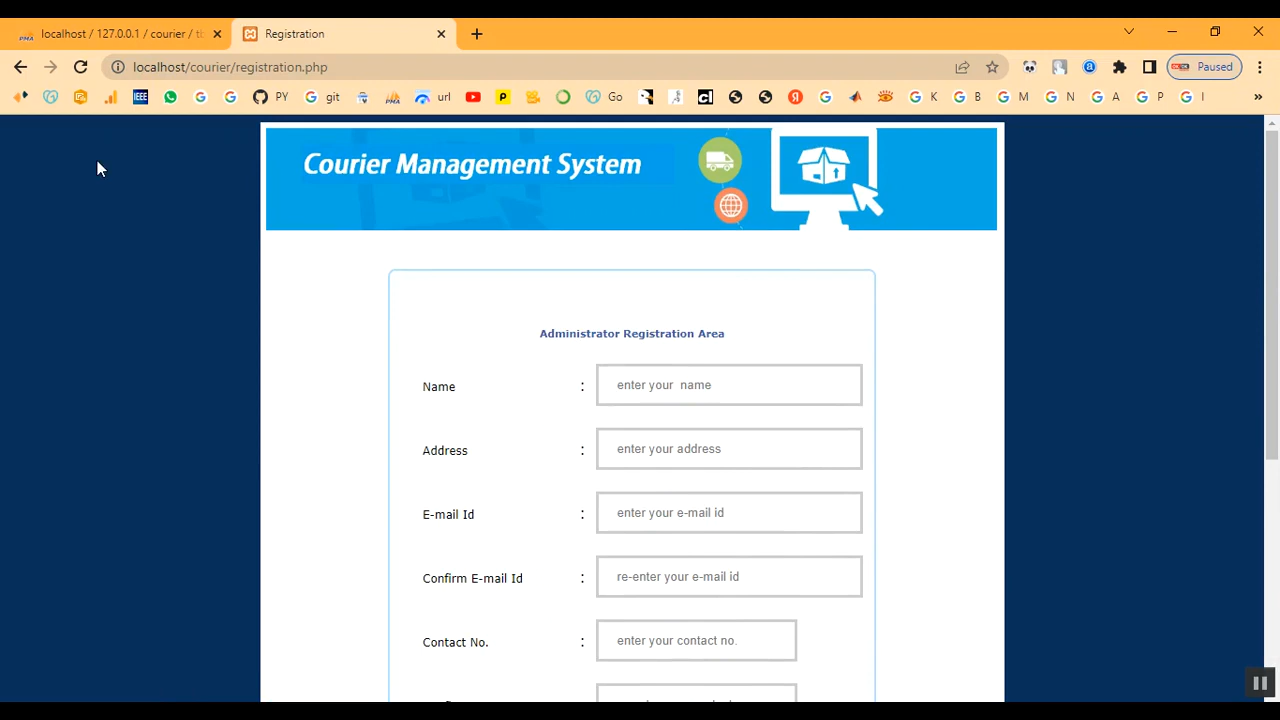 localhost / 127.0.0.1 / courier / tb
Registration
localhost/courier/registration.php
Paused
IEEE
PY
git
url
Go
K
B
M
N
A
P
I
Courier Management System
Administrator Registration Area
Name : enter your name
Address : enter your address
E-mail Id : enter your e-mail id
Confirm E-mail Id : re-enter your e-mail id
Contact No. : enter your contact no.